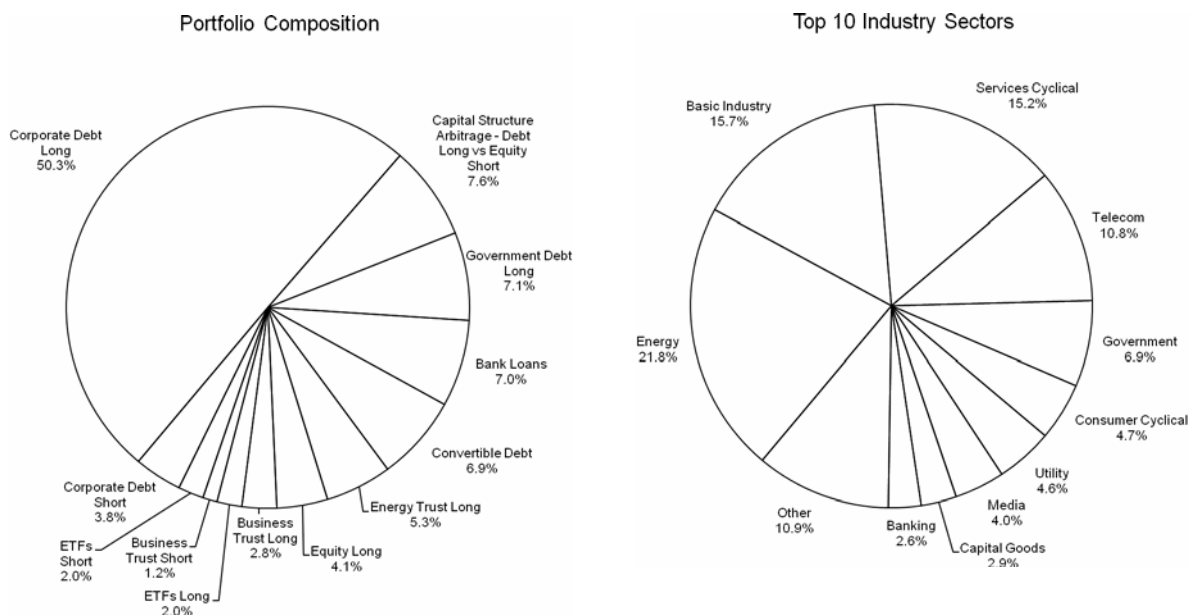 Portfolio Composition
Corporate Debt
Long
50.3%
Capital Structure
Arbitrage - Debt
Long vs Equity
Short
7.6%
Government Debt
Long
7.1%
Bank Loans
7.0%
Convertible Debt
6.9%
Energy Trust Long
5.3%
Equity Long
4.1%
Business
Trust Long
2.8%
ETFs Long
2.0%
Business
Trust Short
1.2%
ETFs
Short
2.0%
Corporate Debt
Short
3.8%
Top 10 Industry Sectors
Services Cyclical
15.2%
Telecom
10.8%
Government
6.9%
Consumer Cyclical
4.7%
Utility
4.6%
Media
4.0%
Capital Goods
2.9%
Banking
2.6%
Other
10.9%
Energy
21.8%
Basic Industry
15.7%